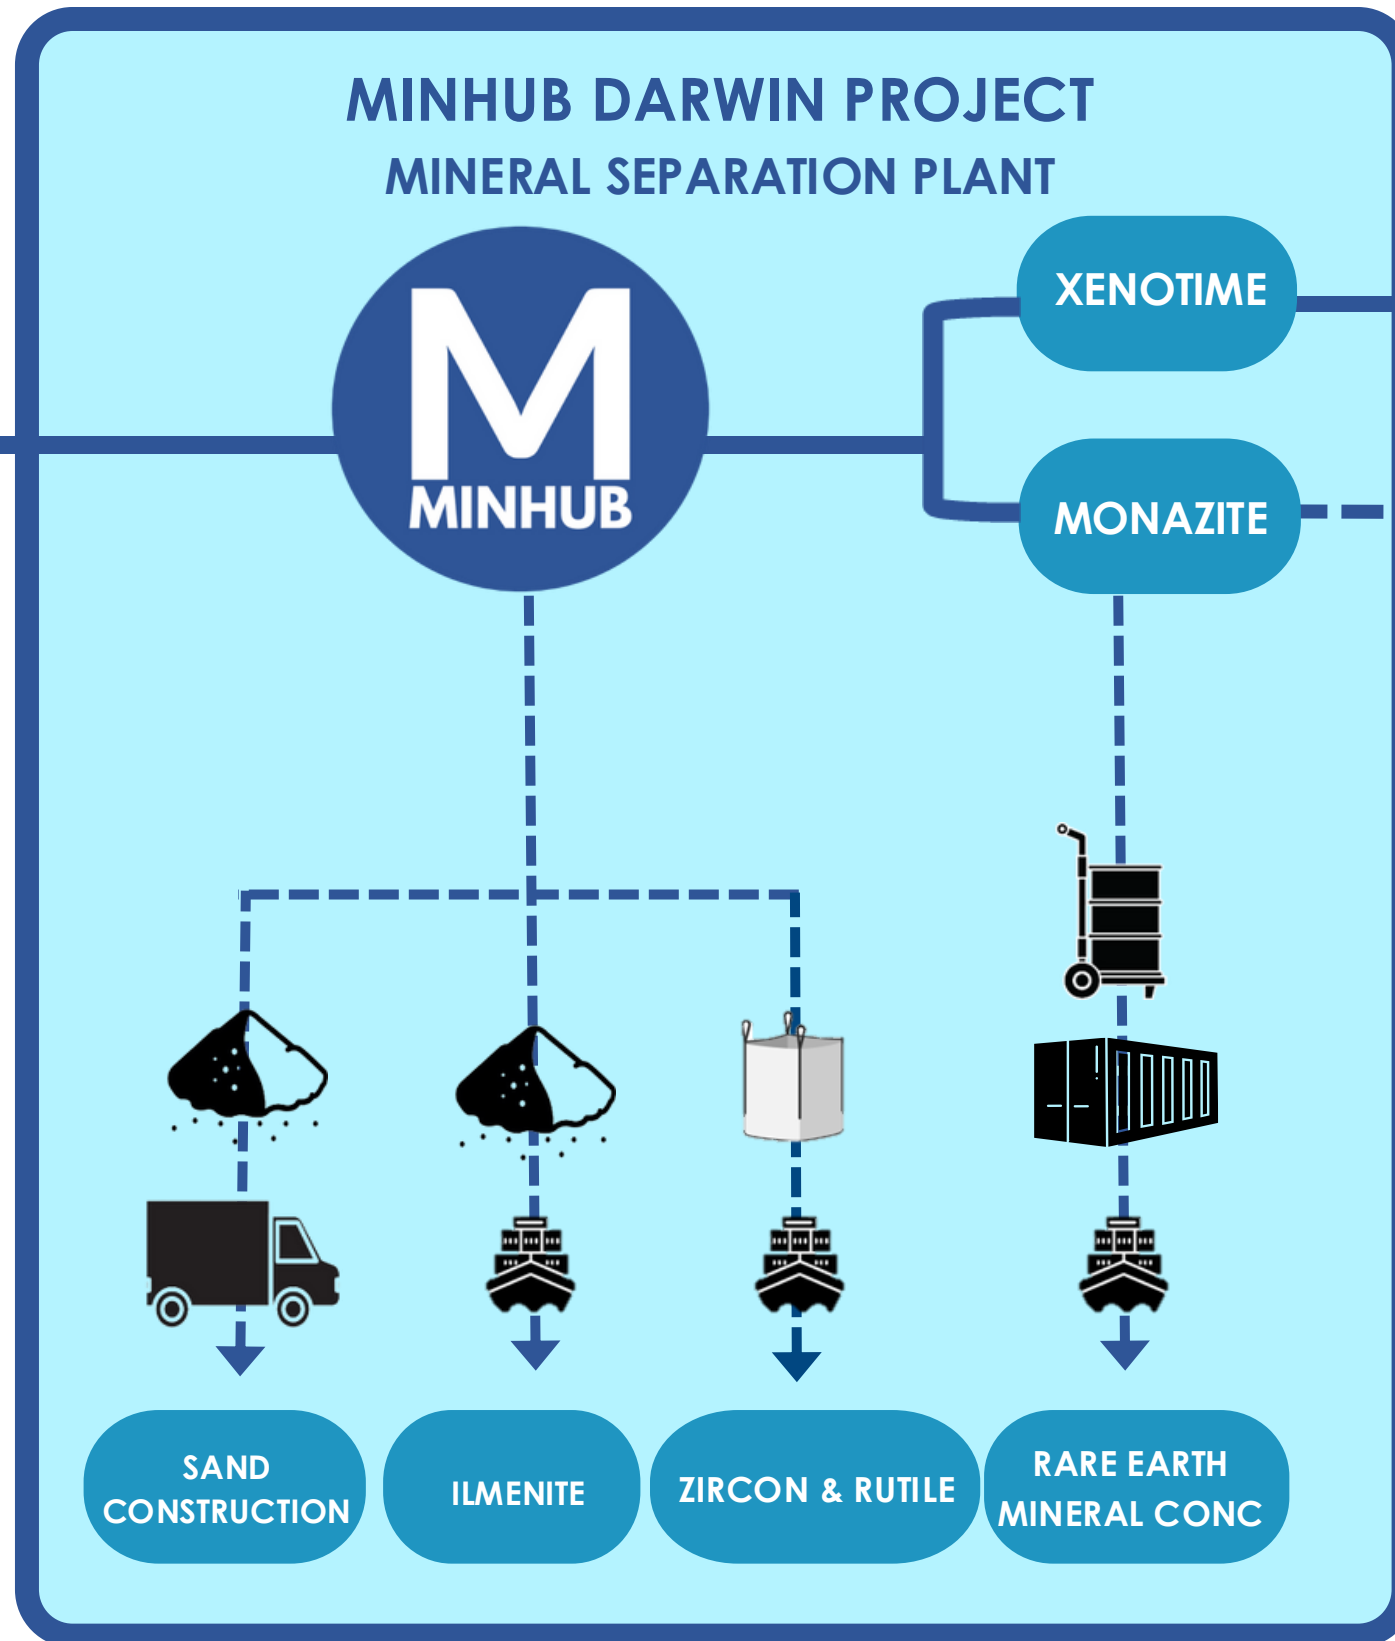 MINHUB DARWIN PROJECT
MINERAL SEPARATION PLANT
M
MINHUB
XENOTIME
MONAZITE
SAND
CONSTRUCTION
ILMENITE
ZIRCON & RUTILE
RARE EARTH
MINERAL CONC